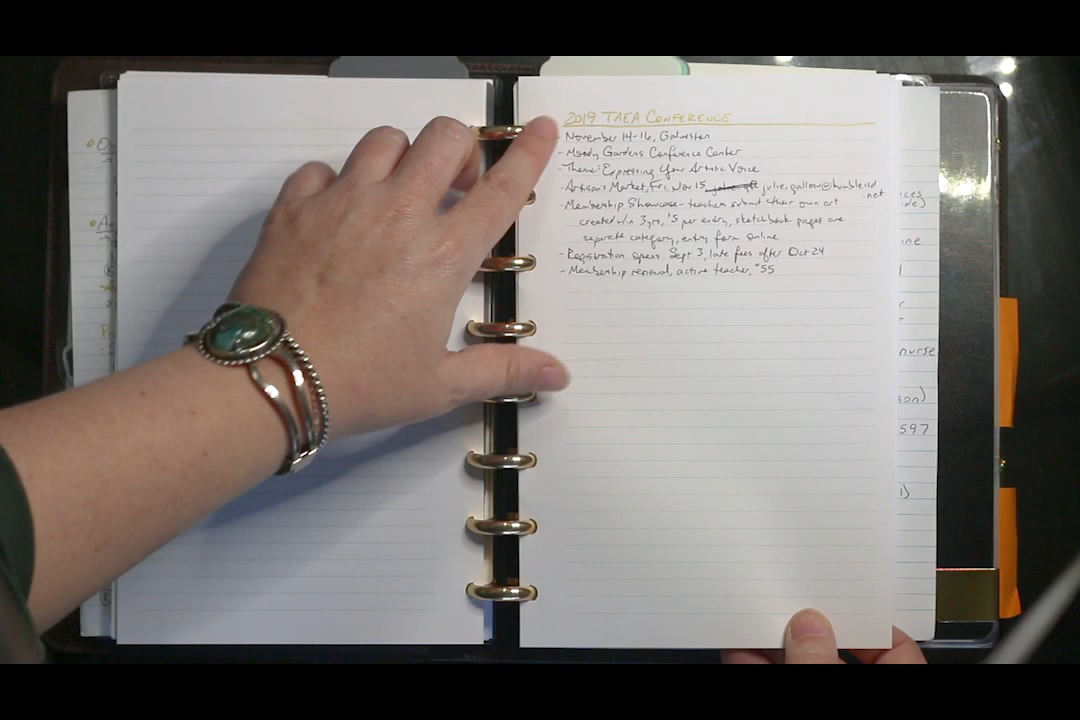 2019 TAEA CONFERENCE
- November 14-16, Galveston
- Moody Gardens Conference Center
- Theme: Expressing Your Artistic Voice
- Artisan's Market, Fri, Nov 15 julie.gallow@humbleisd
.net
- Membership Showcase - teachers submit their own art
created w/in 3 yrs, $5 per entry, sketchbook pages are
separate category, entry form online
- Registration opens Sept 3, late fees after Oct 24
- Membership renewal, active teacher, $55
nurse
597